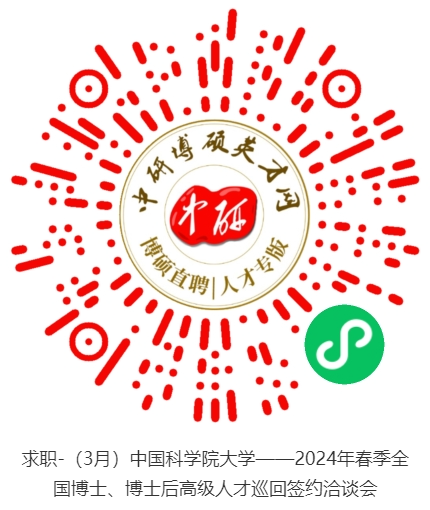 中研博硕英才网
中研
博硕直聘|人才专版
求职-（3月）中国科学院大学——2024年春季全
国博士、博士后高级人才巡回签约洽谈会